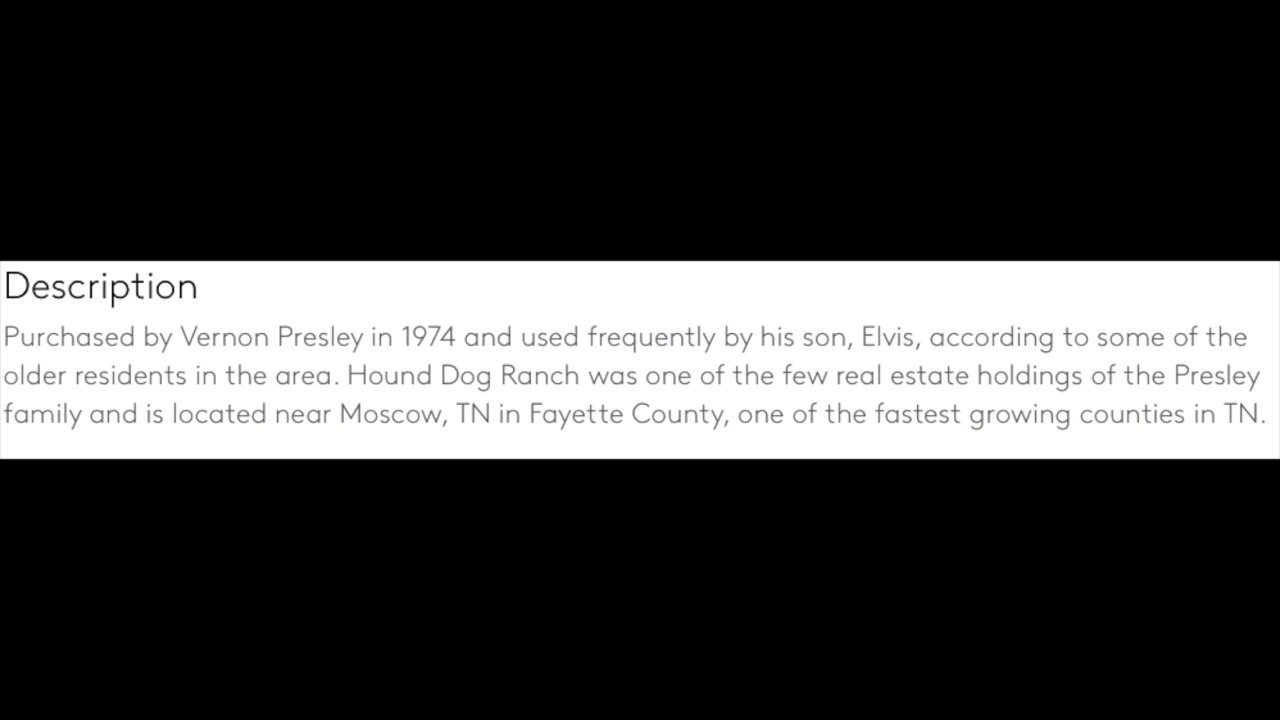 Description
Purchased by Vernon Presley in 1974 and used frequently by his son, Elvis, according to some of the
older residents in the area. Hound Dog Ranch was one of the few real estate holdings of the Presley
family and is located near Moscow, TN in Fayette County, one of the fastest growing counties in TN.